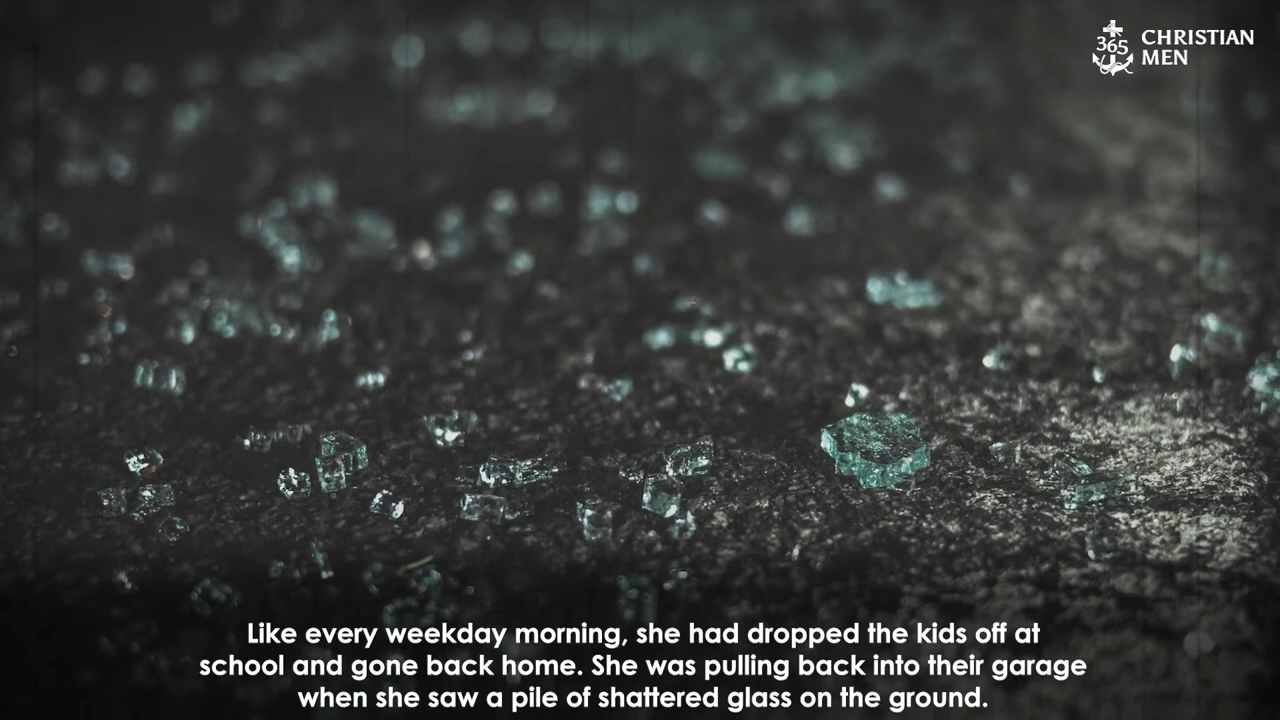 365
CHRISTIAN
MEN
Like every weekday morning, she had dropped the kids off at
school and gone back home. She was pulling back into their garage
when she saw a pile of shattered glass on the ground.